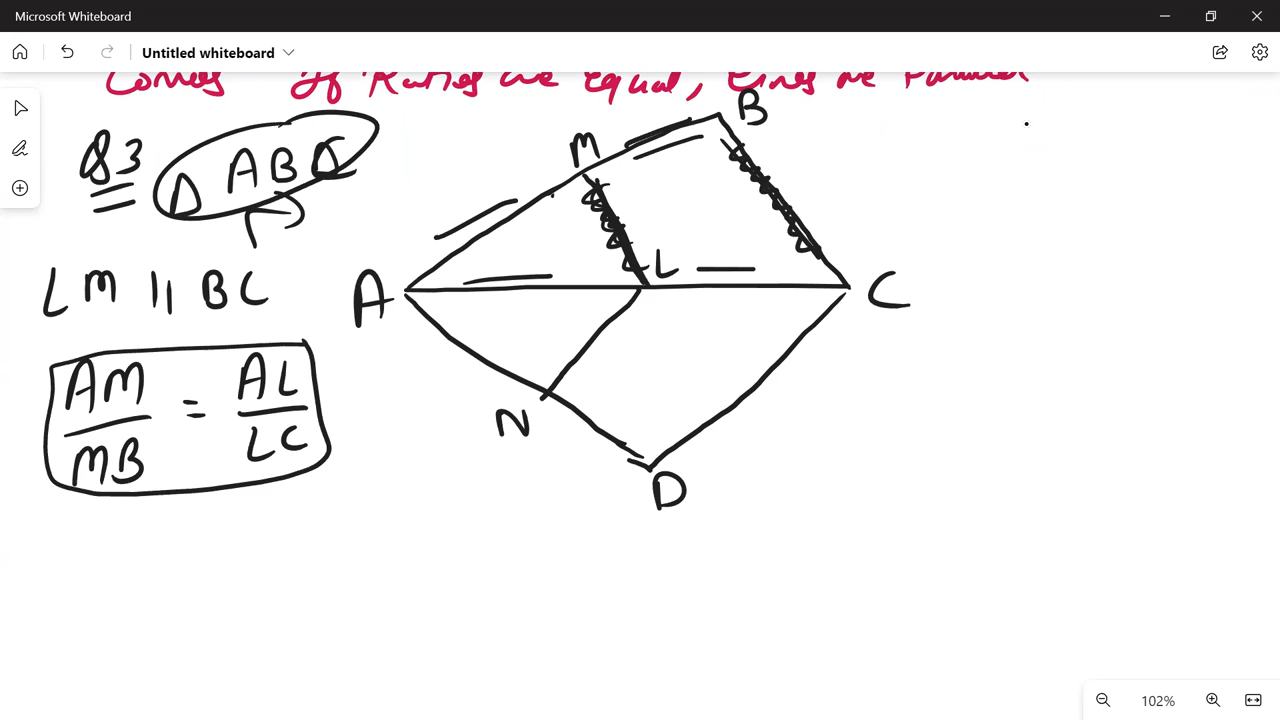 Microsoft Whiteboard
Untitled whiteboard
If Ratios are Equal, Lines are Parallel
Q3 Δ ABC
LM || BC
AM/MB = AL/LC
B
M
L
A
C
N
D
102%